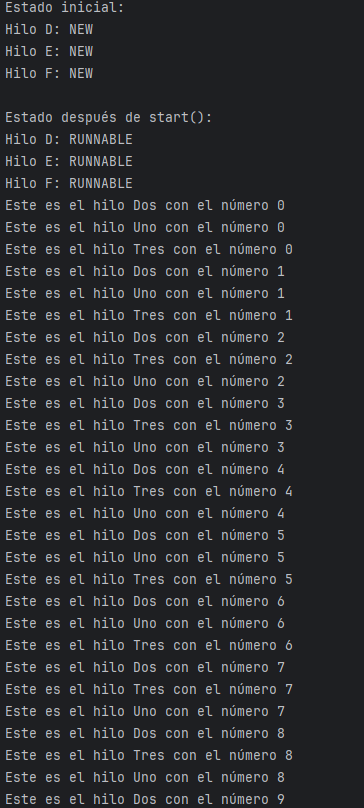 Estado inicial:
Hilo D: NEW
Hilo E: NEW
Hilo F: NEW

Estado después de start():
Hilo D: RUNNABLE
Hilo E: RUNNABLE
Hilo F: RUNNABLE
Este es el hilo Dos con el número 0
Este es el hilo Uno con el número 0
Este es el hilo Tres con el número 0
Este es el hilo Dos con el número 1
Este es el hilo Uno con el número 1
Este es el hilo Tres con el número 1
Este es el hilo Dos con el número 2
Este es el hilo Tres con el número 2
Este es el hilo Uno con el número 2
Este es el hilo Dos con el número 3
Este es el hilo Tres con el número 3
Este es el hilo Uno con el número 3
Este es el hilo Dos con el número 4
Este es el hilo Tres con el número 4
Este es el hilo Uno con el número 4
Este es el hilo Dos con el número 5
Este es el hilo Uno con el número 5
Este es el hilo Tres con el número 5
Este es el hilo Dos con el número 6
Este es el hilo Uno con el número 6
Este es el hilo Tres con el número 6
Este es el hilo Dos con el número 7
Este es el hilo Tres con el número 7
Este es el hilo Uno con el número 7
Este es el hilo Dos con el número 8
Este es el hilo Tres con el número 8
Este es el hilo Uno con el número 8
Este es el hilo Dos con el número 9